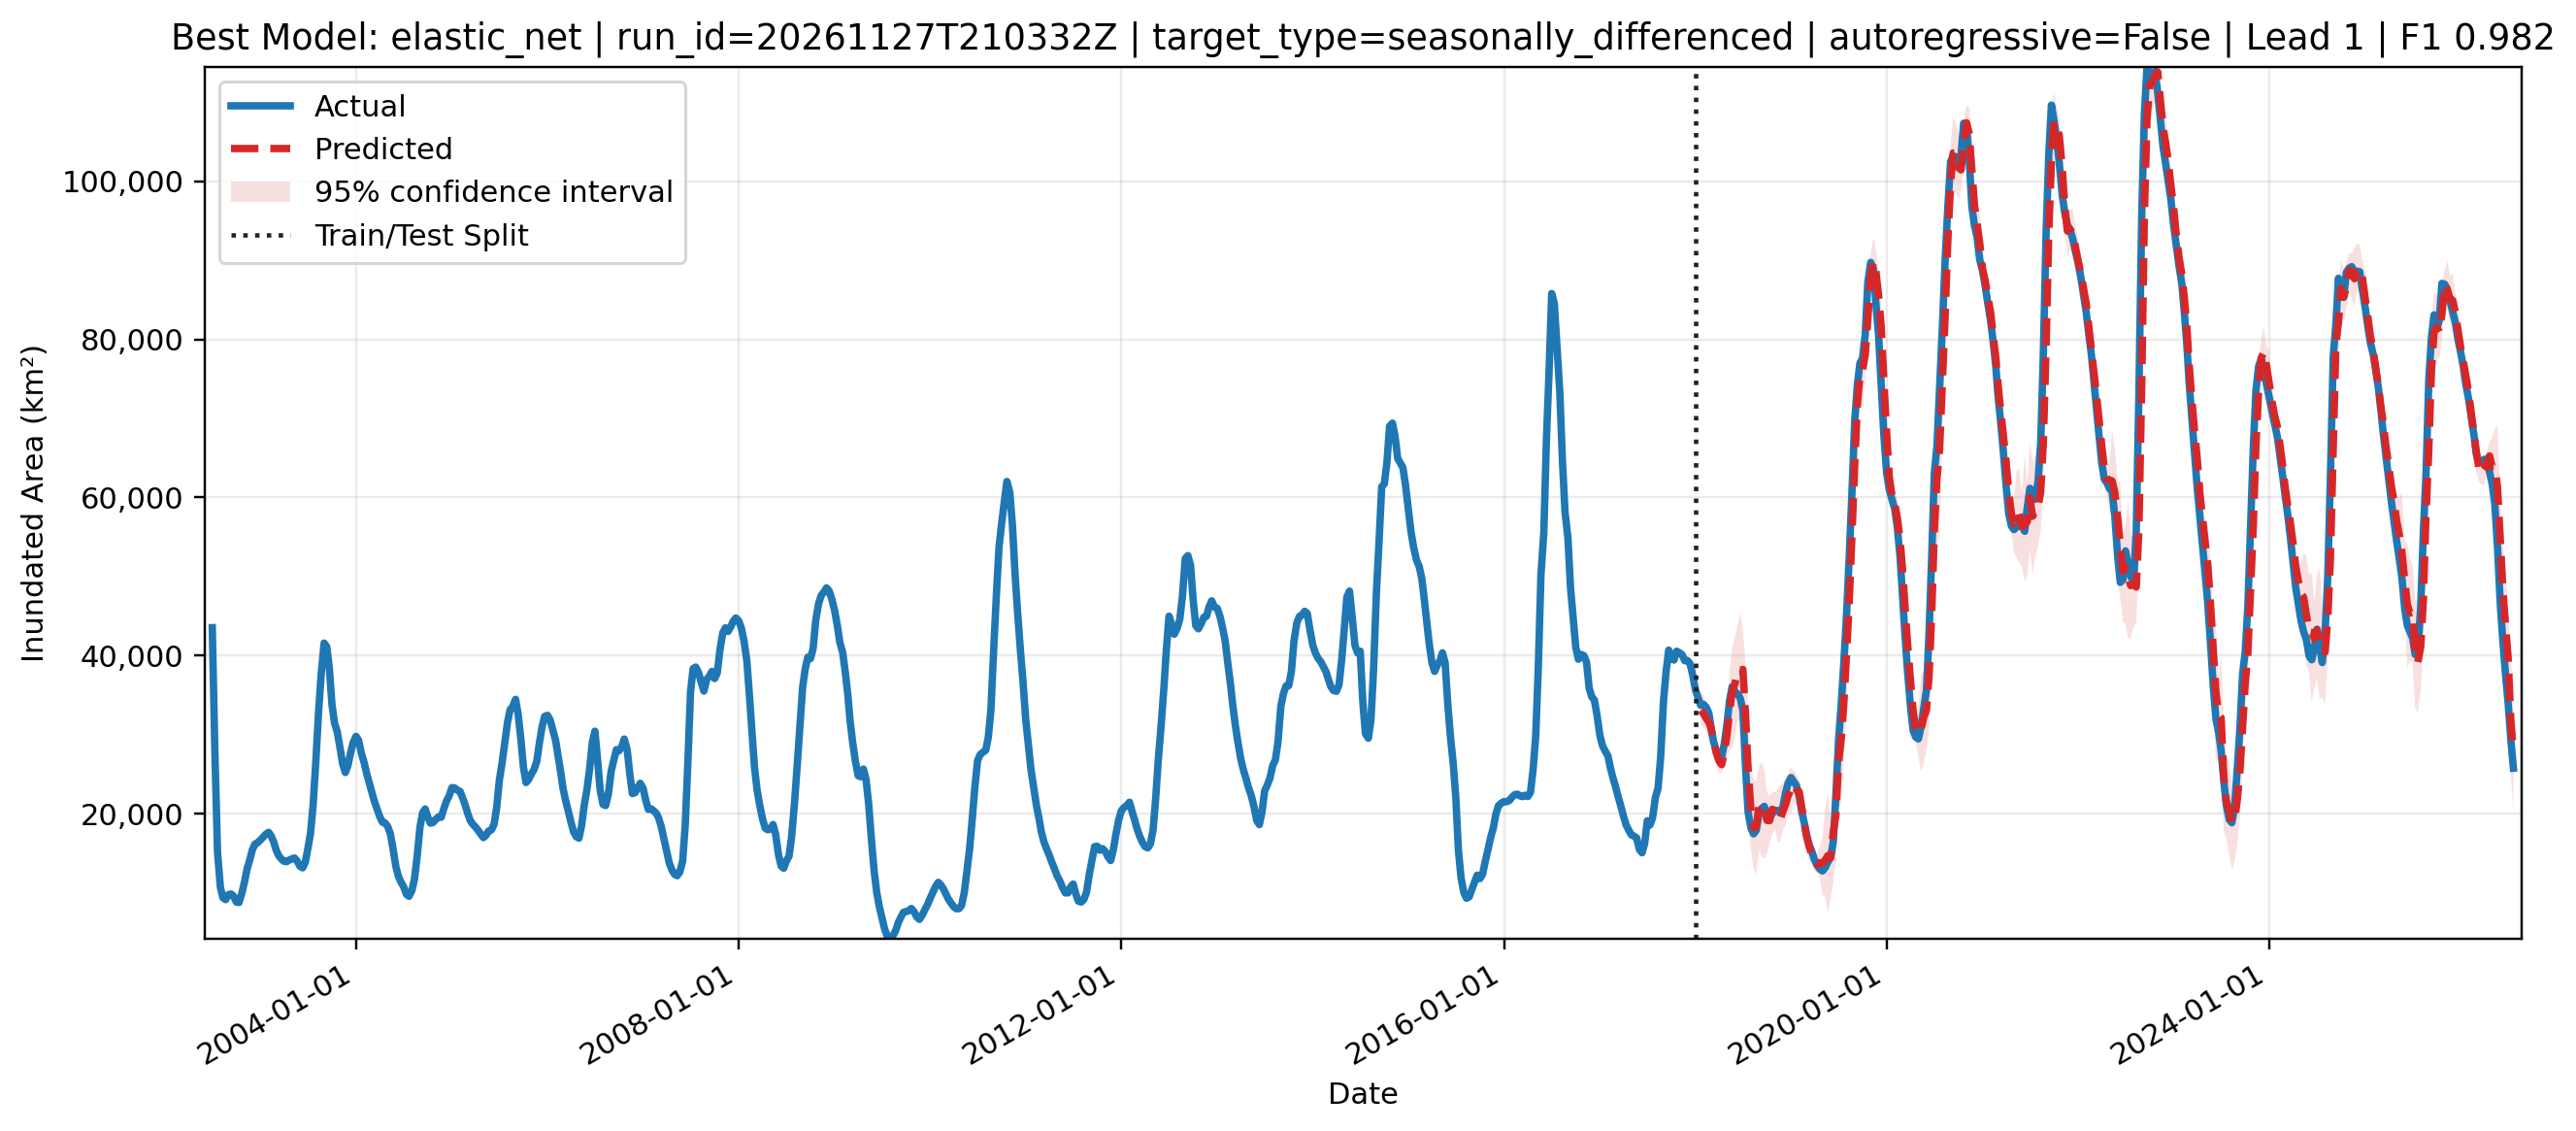 Best Model: elastic_net | run_id=20261127T210332Z | target_type=seasonally_differenced | autoregressive=False | Lead 1 | F1 0.982
Actual
Predicted
95% confidence interval
Train/Test Split
Inundated Area (km²)
100,000
80,000
60,000
40,000
20,000
2004-01-01
2008-01-01
2012-01-01
2016-01-01
2020-01-01
2024-01-01
Date